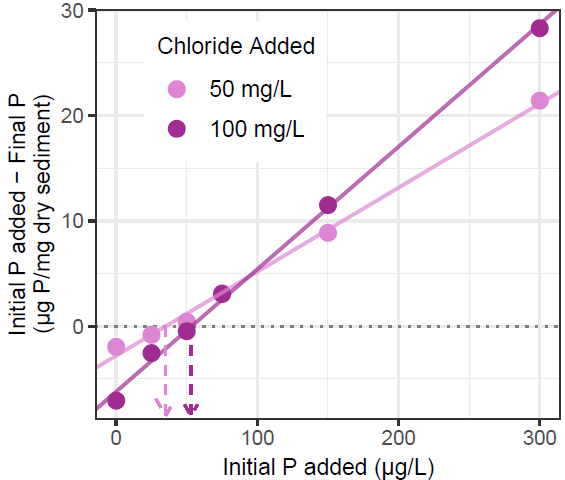 Initial P added − Final P
(µg P/mg dry sediment)
30
20
10
0
Chloride Added
50 mg/L
100 mg/L
0 100 200 300
Initial P added (µg/L)